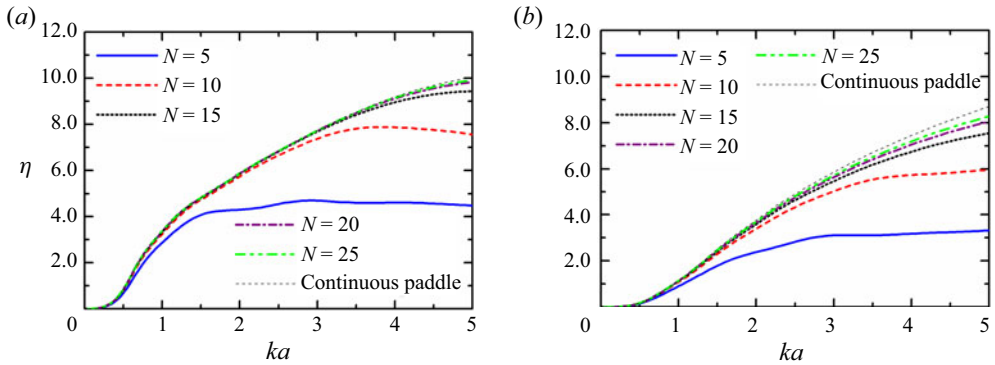 (a)
12.0
10.0
8.0
6.0
4.0
2.0
0
η
N = 5
N = 10
N = 15
N = 20
N = 25
Continuous paddle
1 2 3 4 5
ka
(b)
12.0
10.0
8.0
6.0
4.0
2.0
0
N = 5
N = 10
N = 15
N = 20
N = 25
Continuous paddle
1 2 3 4 5
ka